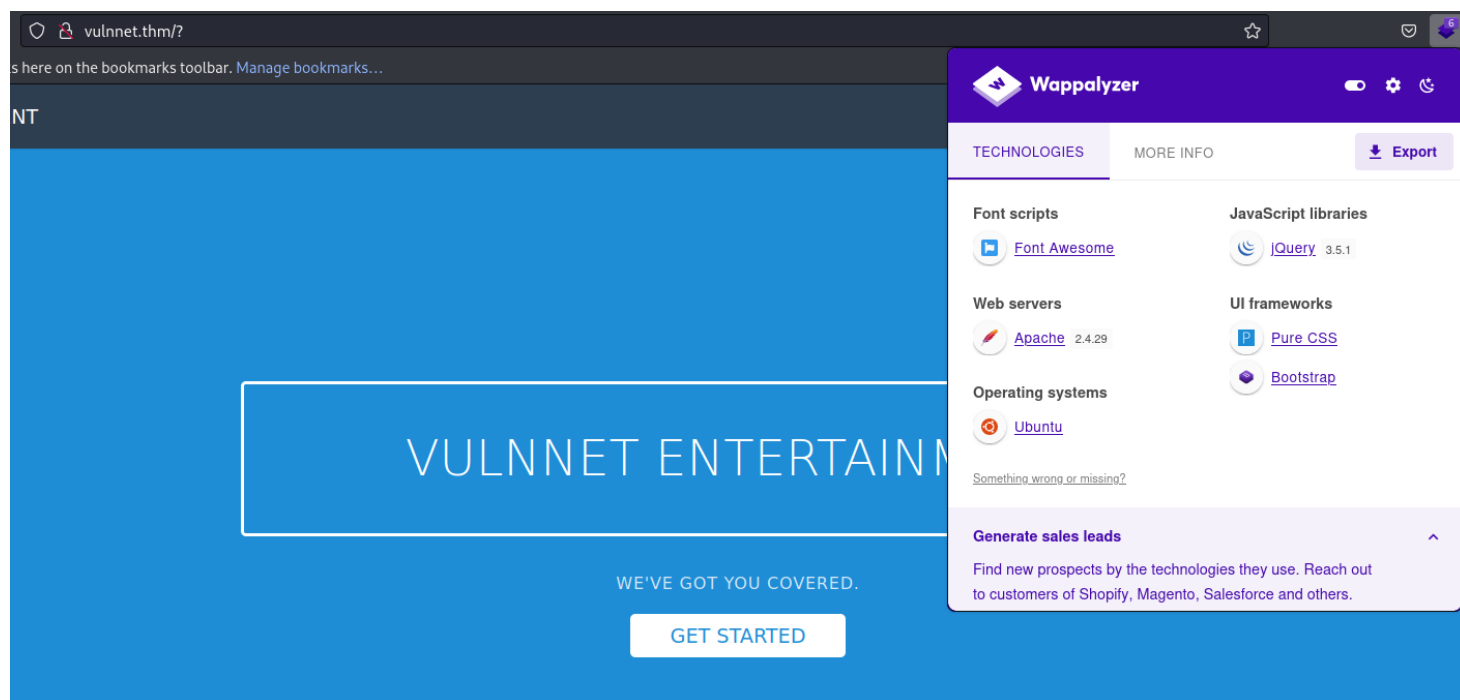 vulnnet.thm/?
6
s here on the bookmarks toolbar. Manage bookmarks...
NT
Wappalyzer
TECHNOLOGIES
MORE INFO
Export
Font scripts
Font Awesome
JavaScript libraries
jQuery 3.5.1
Web servers
Apache 2.4.29
UI frameworks
Pure CSS
Bootstrap
Operating systems
Ubuntu
Something wrong or missing?
Generate sales leads
Find new prospects by the technologies they use. Reach out
to customers of Shopify, Magento, Salesforce and others.
VULNNET ENTERTAINM
WE'VE GOT YOU COVERED.
GET STARTED